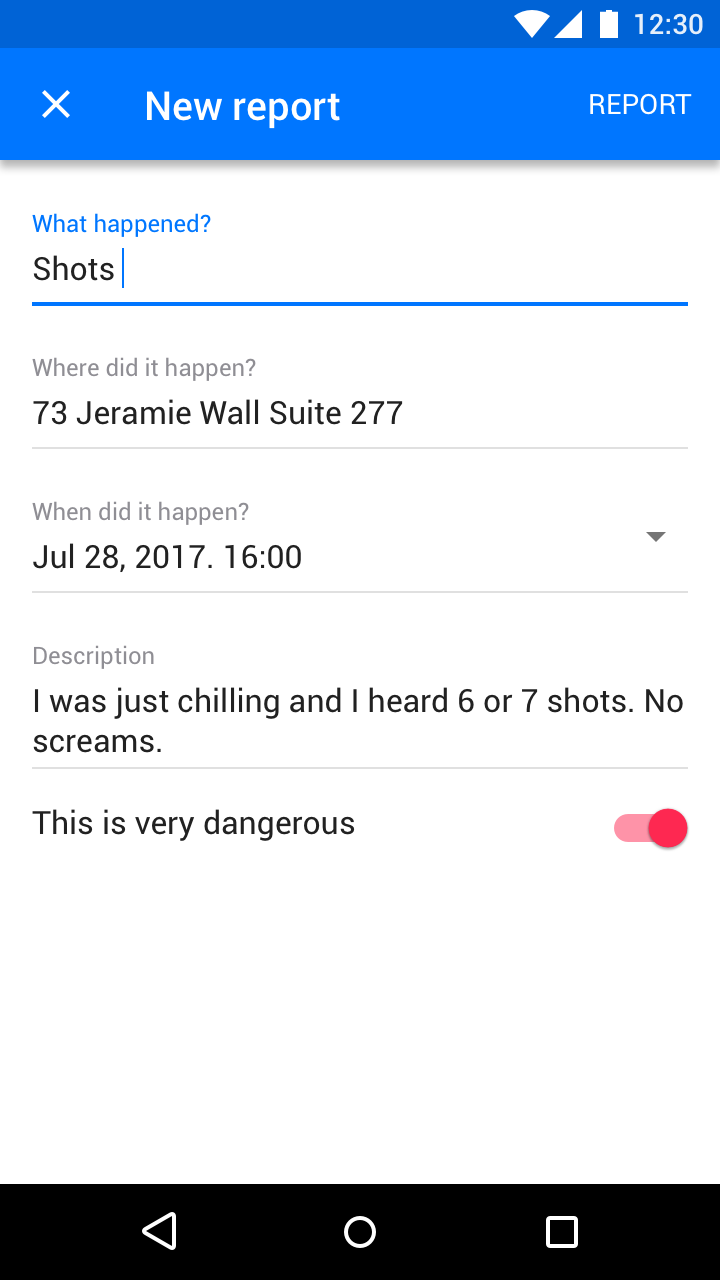 12:30
New report
REPORT
What happened?
Shots
Where did it happen?
73 Jeramie Wall Suite 277
When did it happen?
Jul 28, 2017. 16:00
Description
I was just chilling and I heard 6 or 7 shots. No
screams.
This is very dangerous